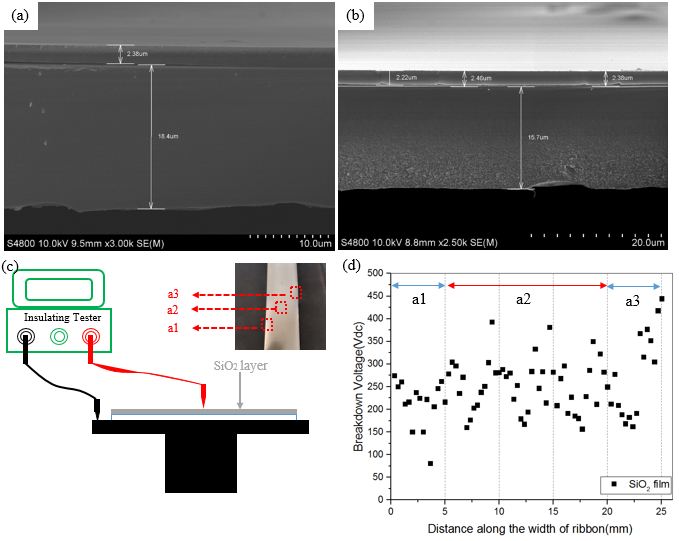 (a)
2.38um
18.4um
S4800 10.0kV 9.5mm x3.00k SE(M)
10.0um
(b)
2.22um
2.46um
2.36um
15.7um
S4800 10.0kV 8.8mm x2.50k SE(M)
20.0um
(c)
Insulating Tester
a3
a2
a1
SiO₂ layer
(d)
500
450
400
350
300
250
200
150
100
50
0
Breakdown Voltage(Vdc)
a1
a2
a3
SiO₂ film
0
5
10
15
20
25
Distance along the width of ribbon(mm)